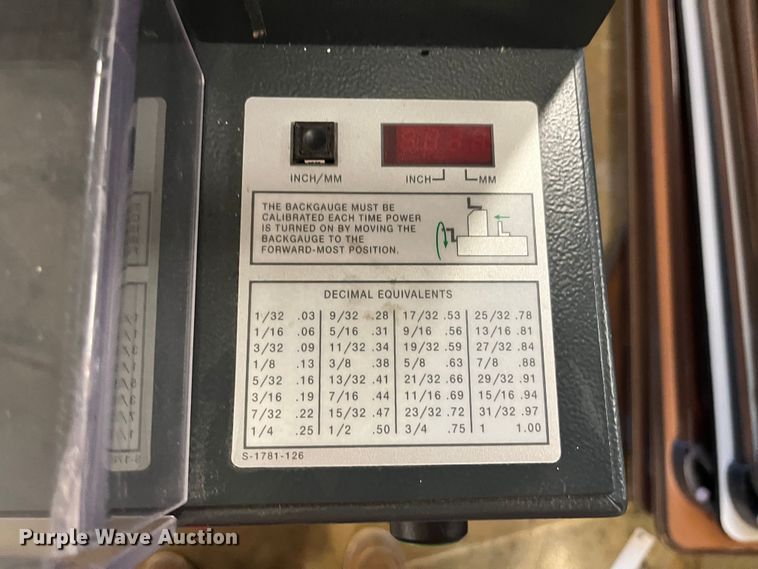 INCH/MM
INCH MM
THE BACKGAUGE MUST BE
CALIBRATED EACH TIME POWER
IS TURNED ON BY MOVING THE
BACKGAUGE TO THE
FORWARD-MOST POSITION.
DECIMAL EQUIVALENTS
1/32 .03 9/32 .28 17/32 .53 25/32 .78
1/16 .06 5/16 .31 9/16 .56 13/16 .81
3/32 .09 11/32 .34 19/32 .59 27/32 .84
1/8 .13 3/8 .38 5/8 .63 7/8 .88
5/32 .16 13/32 .41 21/32 .66 29/32 .91
3/16 .19 7/16 .44 11/16 .69 15/16 .94
7/32 .22 15/32 .47 23/32 .72 31/32 .97
1/4 .25 1/2 .50 3/4 .75 1 1.00
S-1781-126
Purple Wave Auction